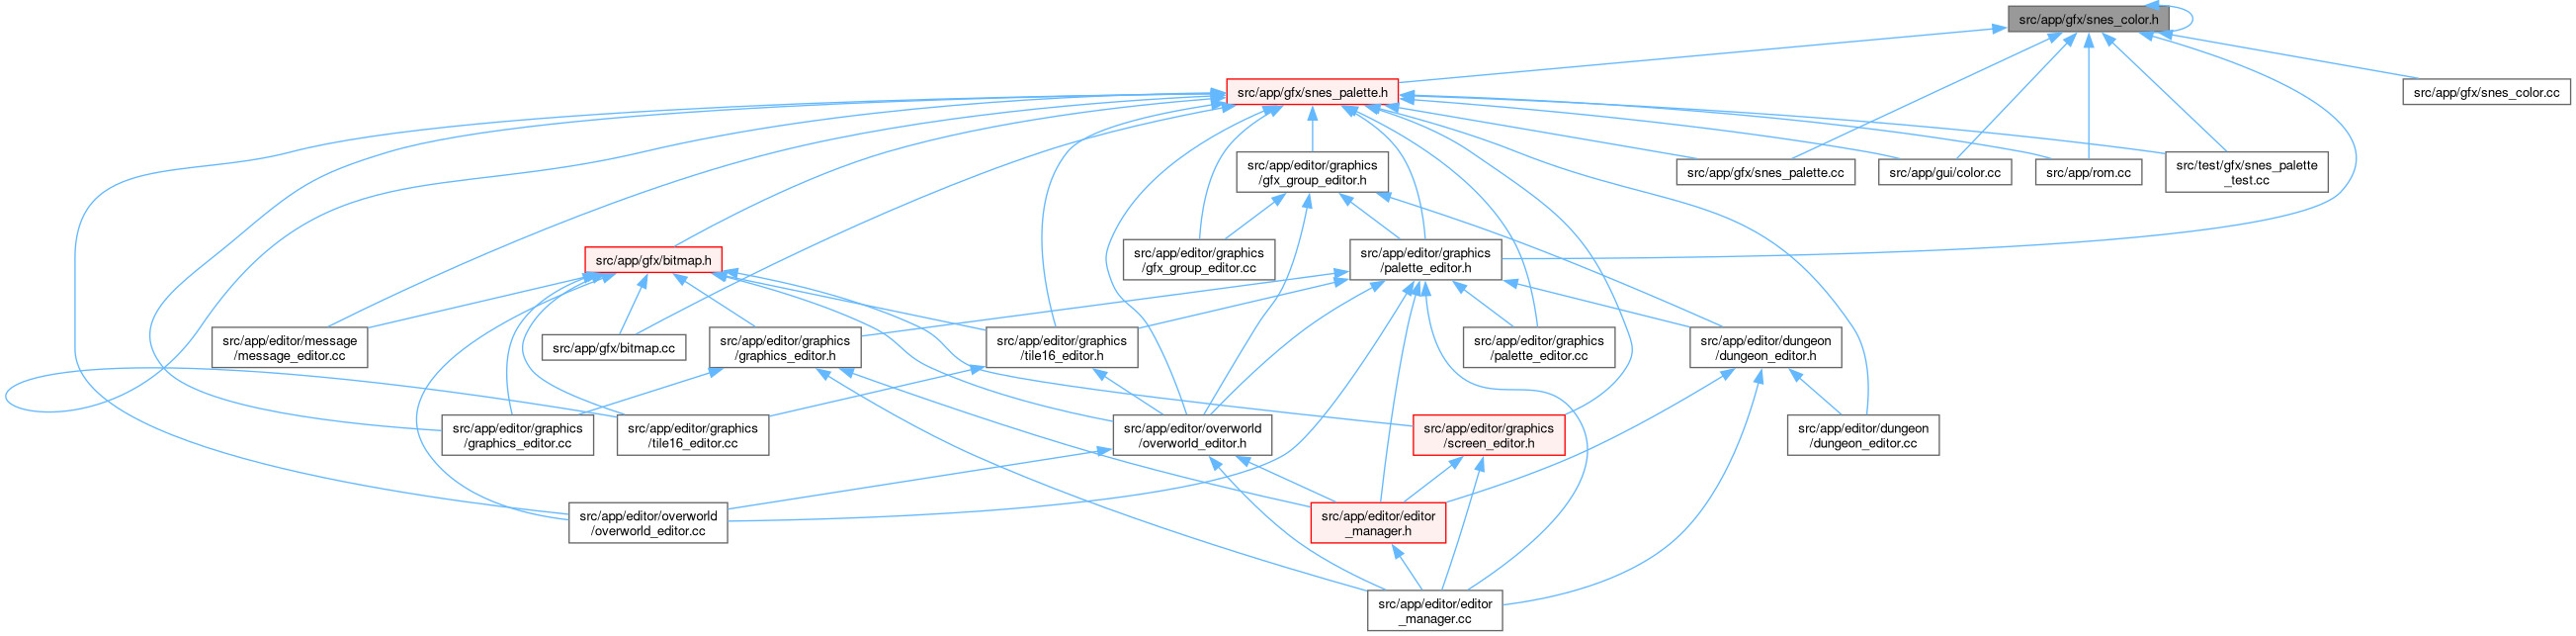 src/app/gfx/snes_color.h
src/app/gfx/snes_palette.h
src/app/gfx/snes_color.cc
src/app/editor/graphics
/gfx_group_editor.h
src/app/gfx/snes_palette.cc
src/app/gui/color.cc
src/app/rom.cc
src/test/gfx/snes_palette
_test.cc
src/app/gfx/bitmap.h
src/app/editor/graphics
/gfx_group_editor.cc
src/app/editor/graphics
/palette_editor.h
src/app/editor/message
/message_editor.cc
src/app/gfx/bitmap.cc
src/app/editor/graphics
/graphics_editor.h
src/app/editor/graphics
/tile16_editor.h
src/app/editor/graphics
/palette_editor.cc
src/app/editor/dungeon
/dungeon_editor.h
src/app/editor/graphics
/graphics_editor.cc
src/app/editor/graphics
/tile16_editor.cc
src/app/editor/overworld
/overworld_editor.h
src/app/editor/graphics
/screen_editor.h
src/app/editor/dungeon
/dungeon_editor.cc
src/app/editor/overworld
/overworld_editor.cc
src/app/editor/editor
_manager.h
src/app/editor/editor
_manager.cc